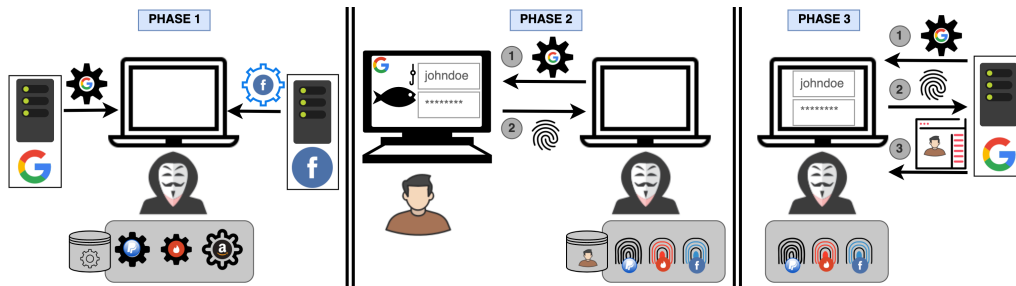 PHASE 1
PHASE 2
PHASE 3
G
f
G
f
a
G
johndoe
********
1
G
2
f
johndoe
********
1
G
2
3
G
f